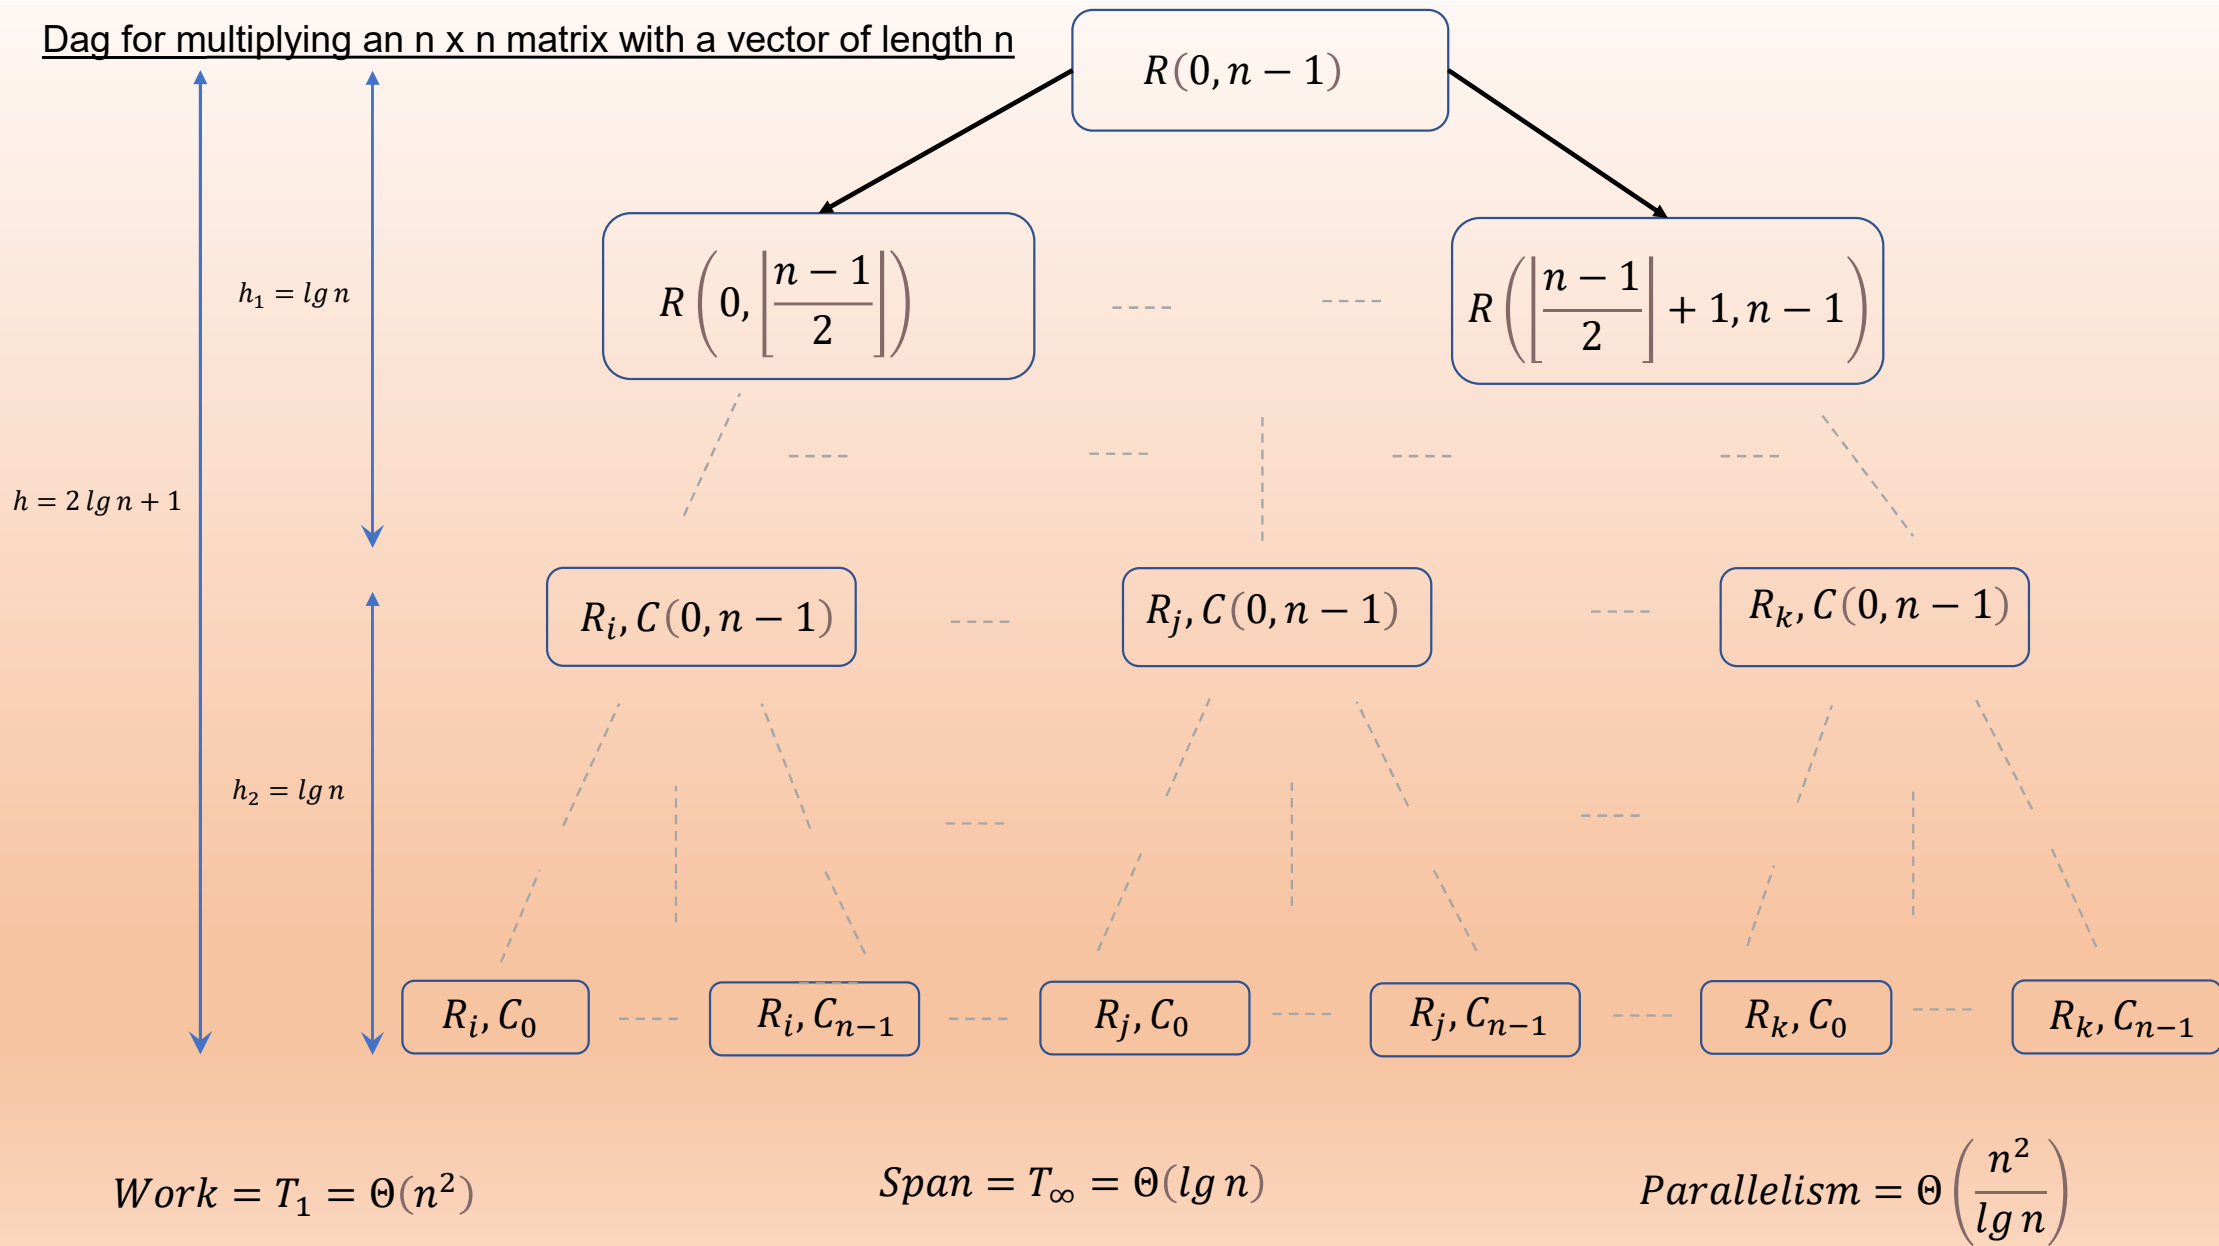 Dag for multiplying an n x n matrix with a vector of length n
R(0, n − 1)
R(0, ⌊(n − 1)/2⌋)
R(⌊(n − 1)/2⌋ + 1, n − 1)
h₁ = lg n
h = 2 lg n + 1
Rᵢ, C(0, n − 1)
Rⱼ, C(0, n − 1)
Rₖ, C(0, n − 1)
h₂ = lg n
Rᵢ, C₀
Rᵢ, Cₙ₋₁
Rⱼ, C₀
Rⱼ, Cₙ₋₁
Rₖ, C₀
Rₖ, Cₙ₋₁
Work = T₁ = Θ(n²)
Span = T∞ = Θ(lg n)
Parallelism = Θ(n²/lg n)